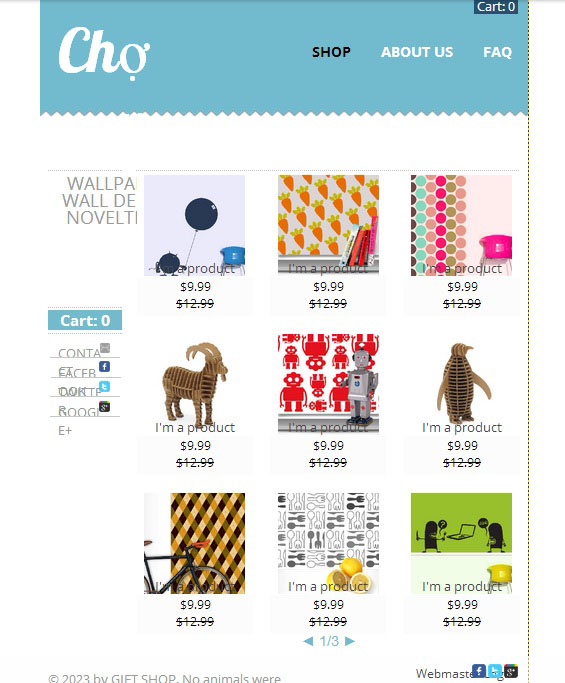 Cart: 0
Chợ
SHOP
ABOUT US
FAQ
WALLPA
WALL DE
NOVELT
I'm a product
$9.99
$12.99
I'm a product
$9.99
$12.99
I'm a product
$9.99
$12.99
Cart: 0
CONTA
CT
FACEB
OOK
TWITTE
R
GOOGL
E+
I'm a product
$9.99
$12.99
I'm a product
$9.99
$12.99
I'm a product
$9.99
$12.99
I'm a product
$9.99
$12.99
I'm a product
$9.99
$12.99
I'm a product
$9.99
$12.99
◀ 1/3 ▶
© 2023 by GIFT SHOP. No animals were
Webmaster